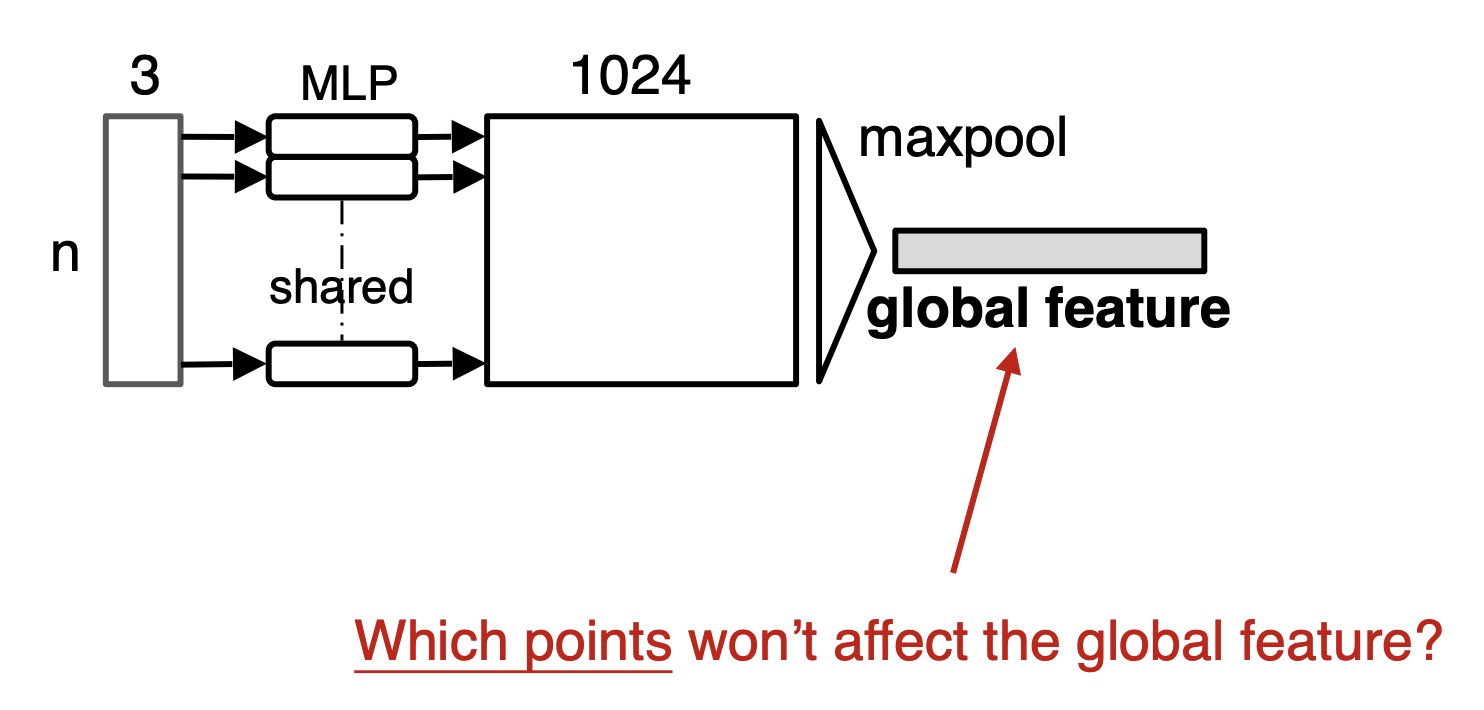 3
MLP
1024
maxpool
n
shared
global feature
Which points won’t affect the global feature?